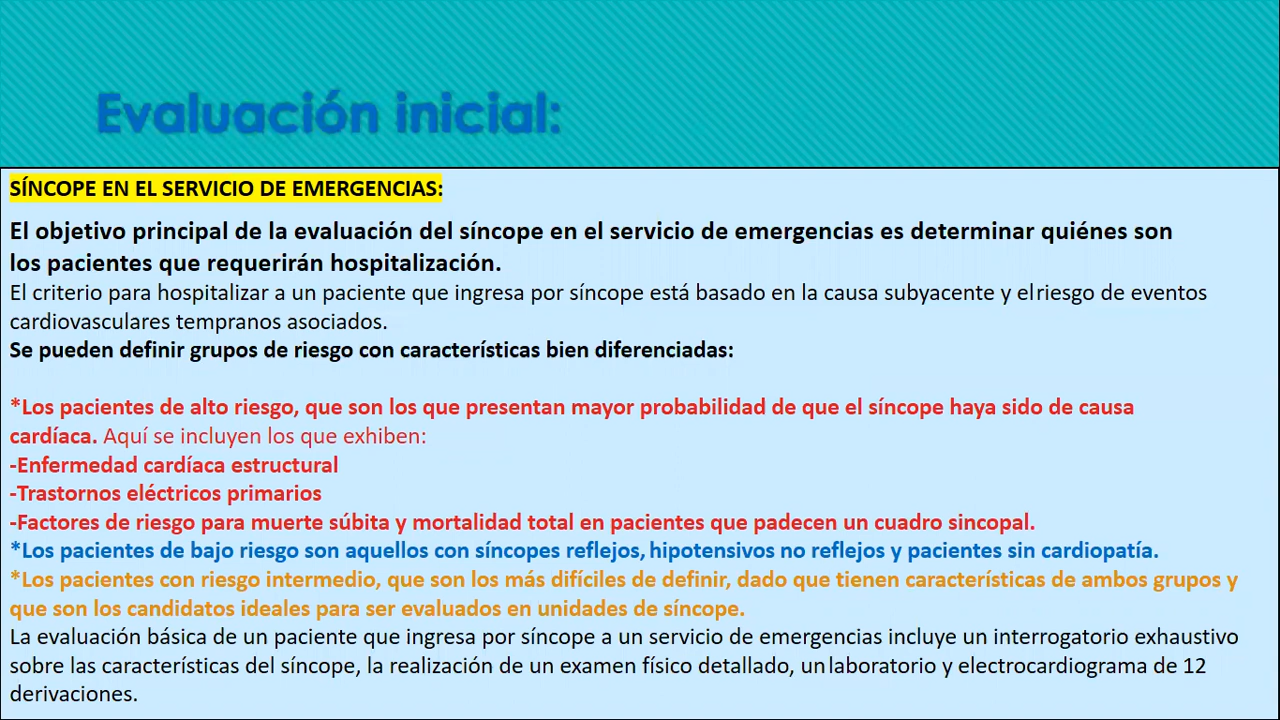 Evaluación inicial:
SÍNCOPE EN EL SERVICIO DE EMERGENCIAS:
El objetivo principal de la evaluación del síncope en el servicio de emergencias es determinar quiénes son
los pacientes que requerirán hospitalización.
El criterio para hospitalizar a un paciente que ingresa por síncope está basado en la causa subyacente y el riesgo de eventos
cardiovasculares tempranos asociados.
Se pueden definir grupos de riesgo con características bien diferenciadas:
*Los pacientes de alto riesgo, que son los que presentan mayor probabilidad de que el síncope haya sido de causa
cardíaca. Aquí se incluyen los que exhiben:
-Enfermedad cardíaca estructural
-Trastornos eléctricos primarios
-Factores de riesgo para muerte súbita y mortalidad total en pacientes que padecen un cuadro sincopal.
*Los pacientes de bajo riesgo son aquellos con síncopes reflejos, hipotensivos no reflejos y pacientes sin cardiopatía.
*Los pacientes con riesgo intermedio, que son los más difíciles de definir, dado que tienen características de ambos grupos y
que son los candidatos ideales para ser evaluados en unidades de síncope.
La evaluación básica de un paciente que ingresa por síncope a un servicio de emergencias incluye un interrogatorio exhaustivo
sobre las características del síncope, la realización de un examen físico detallado, un laboratorio y electrocardiograma de 12
derivaciones.